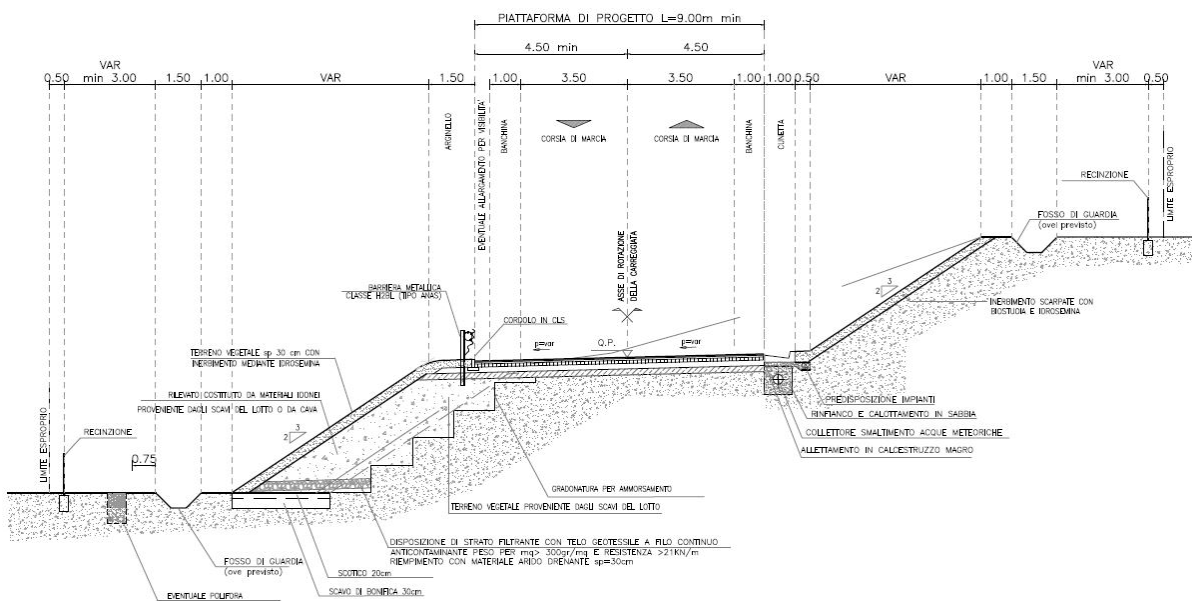 PIATTAFORMA DI PROGETTO L=9.00m min
4.50 min 4.50
VAR VAR
0.50 min 3.00 1.50 1.00 VAR 1.50 1.00 3.50 3.50 1.00 1.00 0.50 VAR 1.00 1.50 min 3.00 0.50
ARGINELLO
EVENTUALE ALLARGAMENTO PER VISIBILITA'
BANCHINA
CORSIA DI MARCIA
CORSIA DI MARCIA
BANCHINA
CUNETTA
RECINZIONE
LIMITE ESPROPRIO
FOSSO DI GUARDIA
(ove previsto)
ASSE DI ROTAZIONE
DELLA CARREGGIATA
3
2
INERBIMENTO SCARPATE CON
BIOSTUOIA E IDROSEMINA
BARRIERA METALLICA
CLASSE H2BL (TIPO ANAS)
CORDOLO IN CLS
p=var
Q.P.
p=var
TERRENO VEGETALE sp 30 cm CON
INERBIMENTO MEDIANTE IDROSEMINA
RILEVATO COSTITUITO DA MATERIALI IDONEI
PROVENIENTE DAGLI SCAVI DEL LOTTO O DA CAVA
PREDISPOSIZIONE IMPIANTI
RINFIANCO E CALOTTAMENTO IN SABBIA
COLLETTORE SMALTIMENTO ACQUE METEORICHE
ALLETTAMENTO IN CALCESTRUZZO MAGRO
LIMITE ESPROPRIO
RECINZIONE
0.75
3
2
GRADONATURA PER AMMORSAMENTO
TERRENO VEGETALE PROVENIENTE DAGLI SCAVI DEL LOTTO
DISPOSIZIONE DI STRATO FILTRANTE CON TELO GEOTESSILE A FILO CONTINUO
ANTICONTAMINANTE PESO PER mq> 300gr/mq E RESISTENZA >21KN/m
RIEMPIMENTO CON MATERIALE ARIDO DRENANTE sp=30cm
FOSSO DI GUARDIA
(ove previsto)
SCOTICO 20cm
SCAVO DI BONIFICA 30cm
EVENTUALE POLIFORA